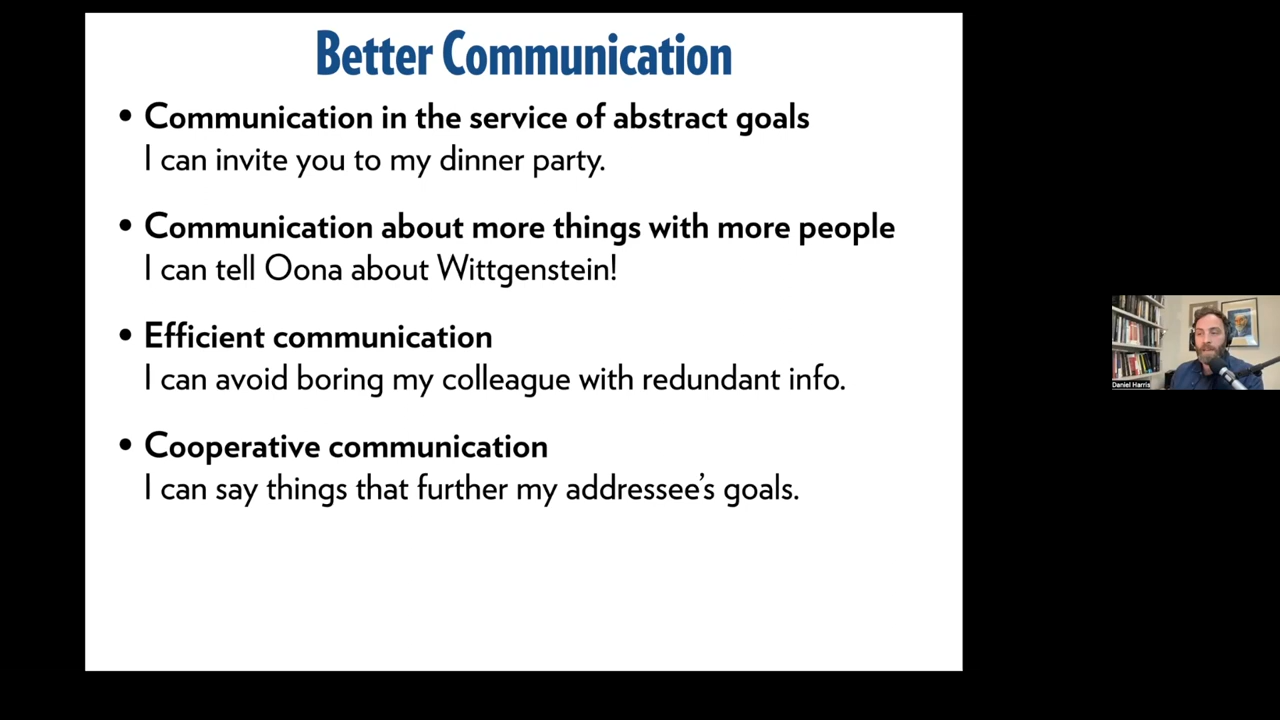 Better Communication
• Communication in the service of abstract goals
I can invite you to my dinner party.
• Communication about more things with more people
I can tell Oona about Wittgenstein!
• Efficient communication
I can avoid boring my colleague with redundant info.
• Cooperative communication
I can say things that further my addressee’s goals.
Daniel Harris